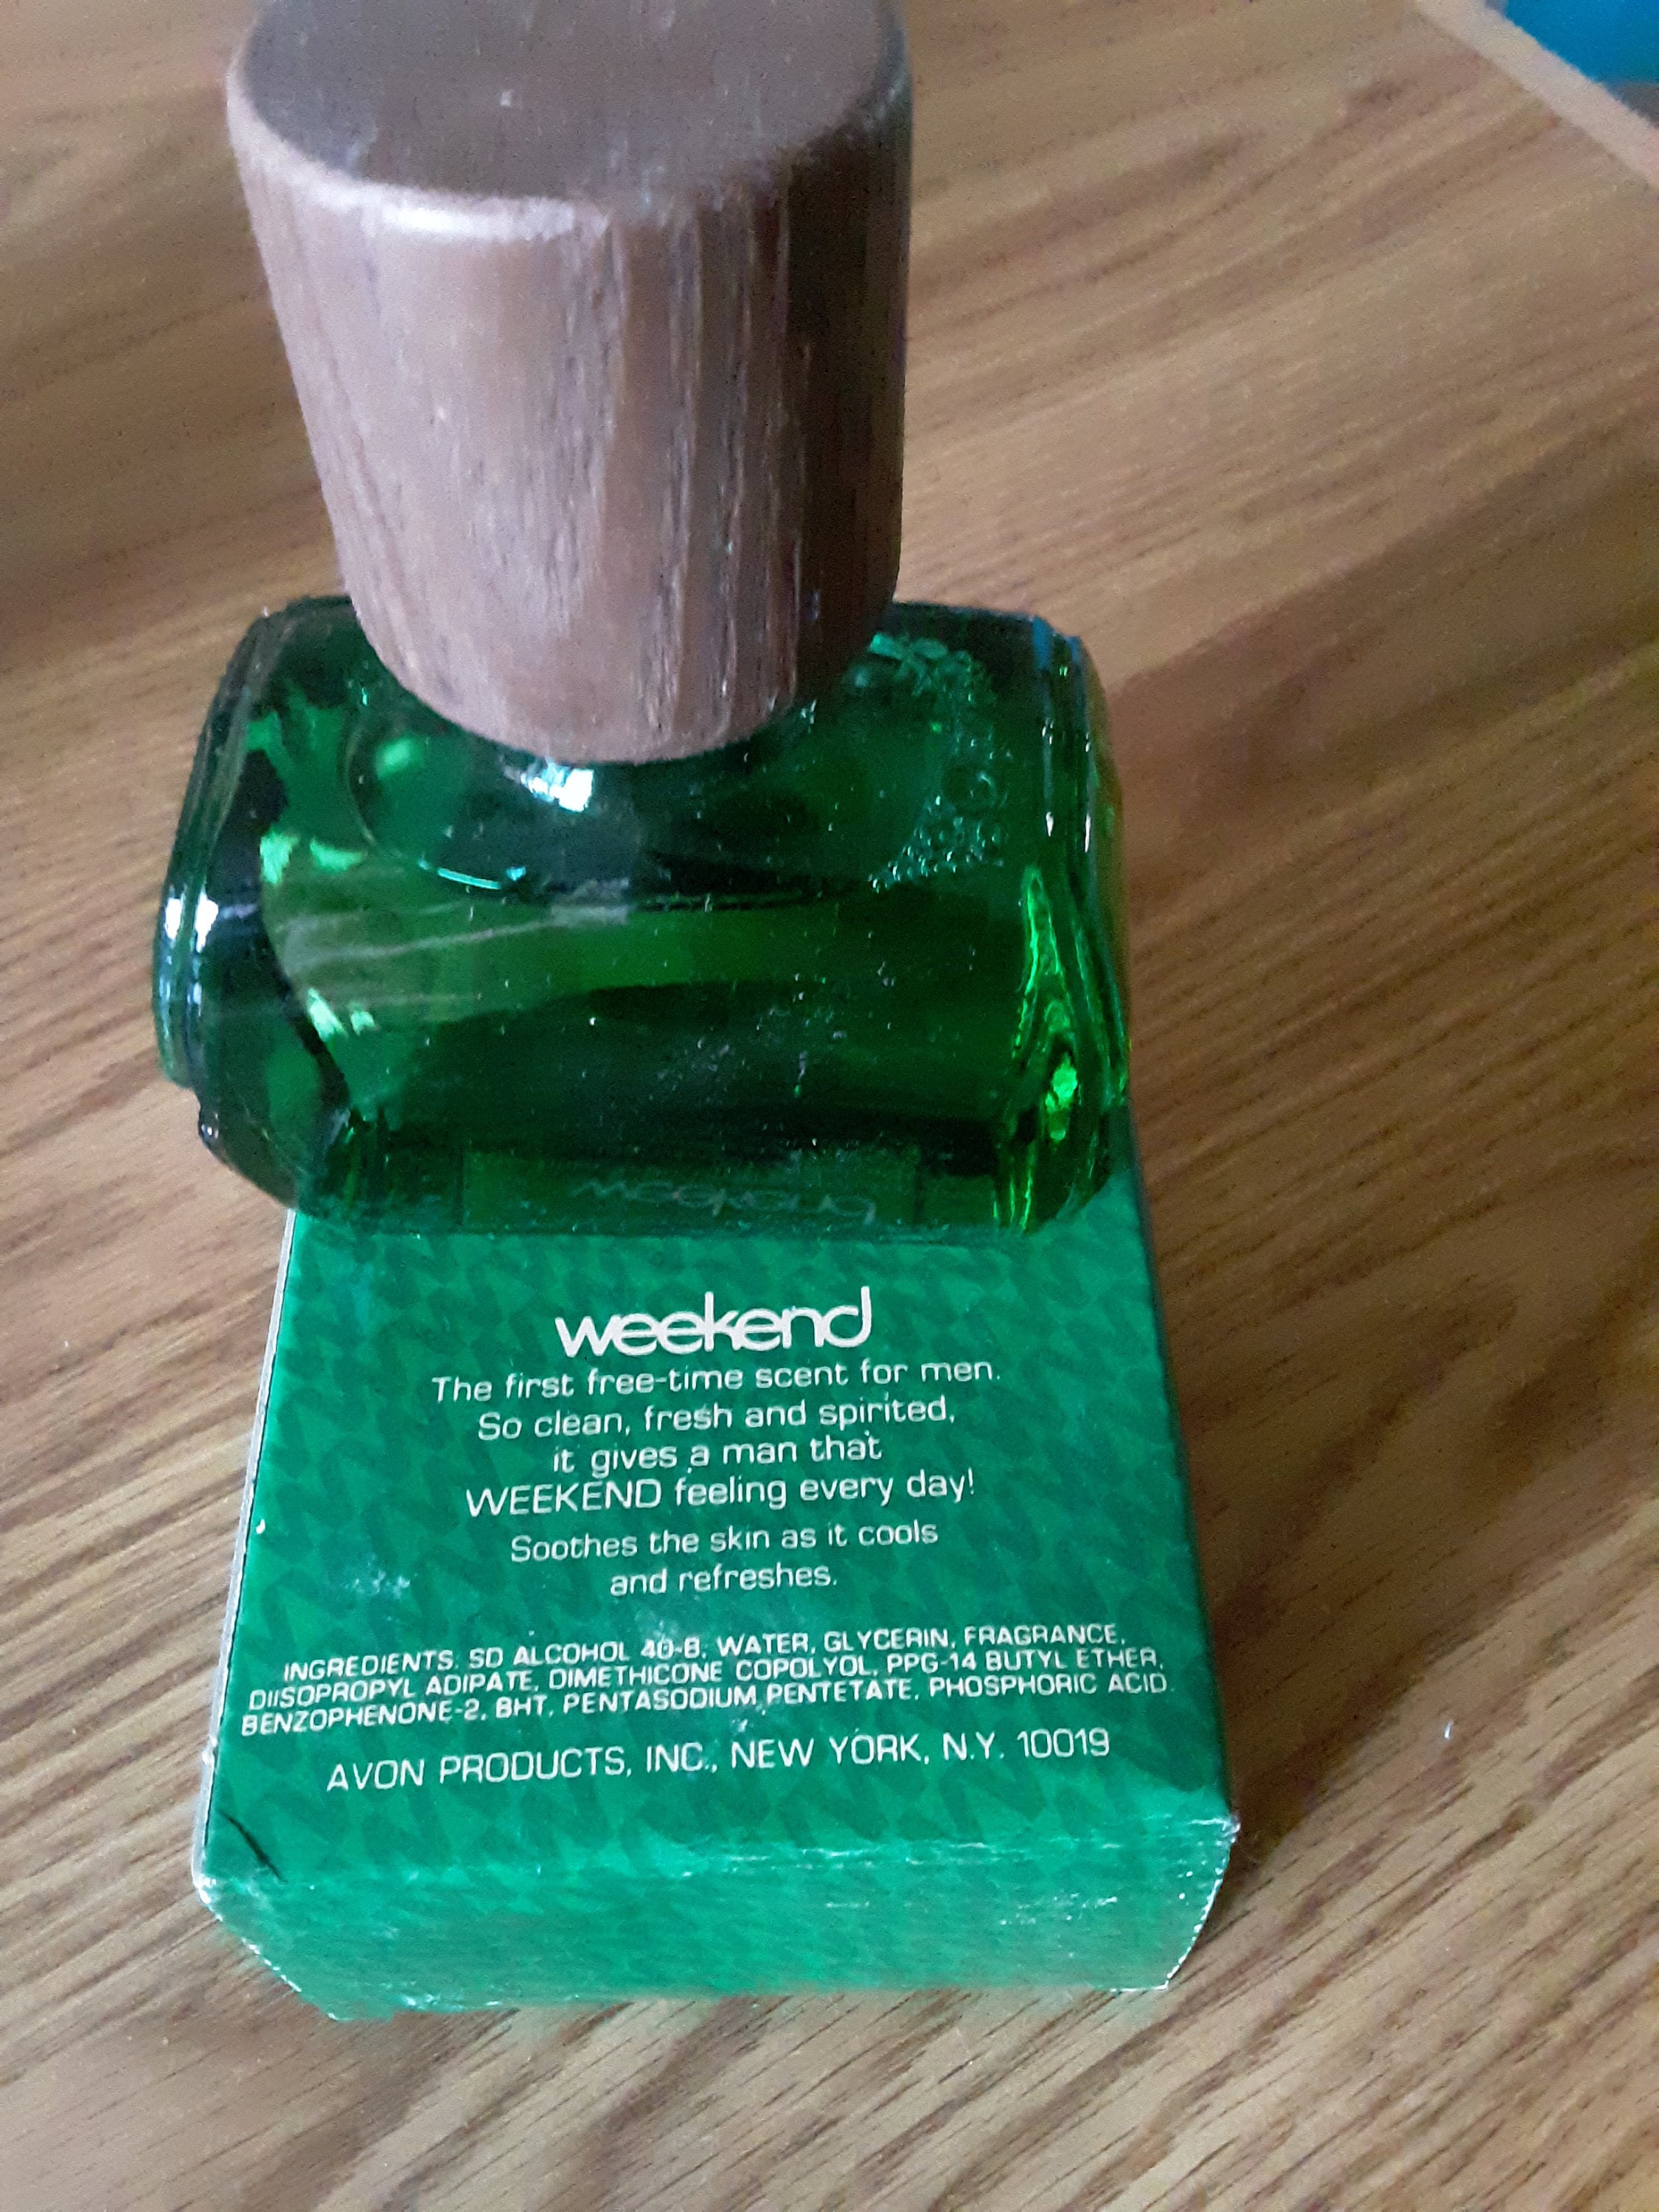 weekend
weekend
The first free-time scent for men.
So clean, fresh and spirited,
it gives a man that
WEEKEND feeling every day!
Soothes the skin as it cools
and refreshes.
INGREDIENTS: SD ALCOHOL 40-B, WATER, GLYCERIN, FRAGRANCE,
DIISOPROPYL ADIPATE, DIMETHICONE COPOLYOL, PPG-14 BUTYL ETHER,
BENZOPHENONE-2, BHT, PENTASODIUM PENTETATE, PHOSPHORIC ACID.
AVON PRODUCTS, INC., NEW YORK, N.Y. 10019